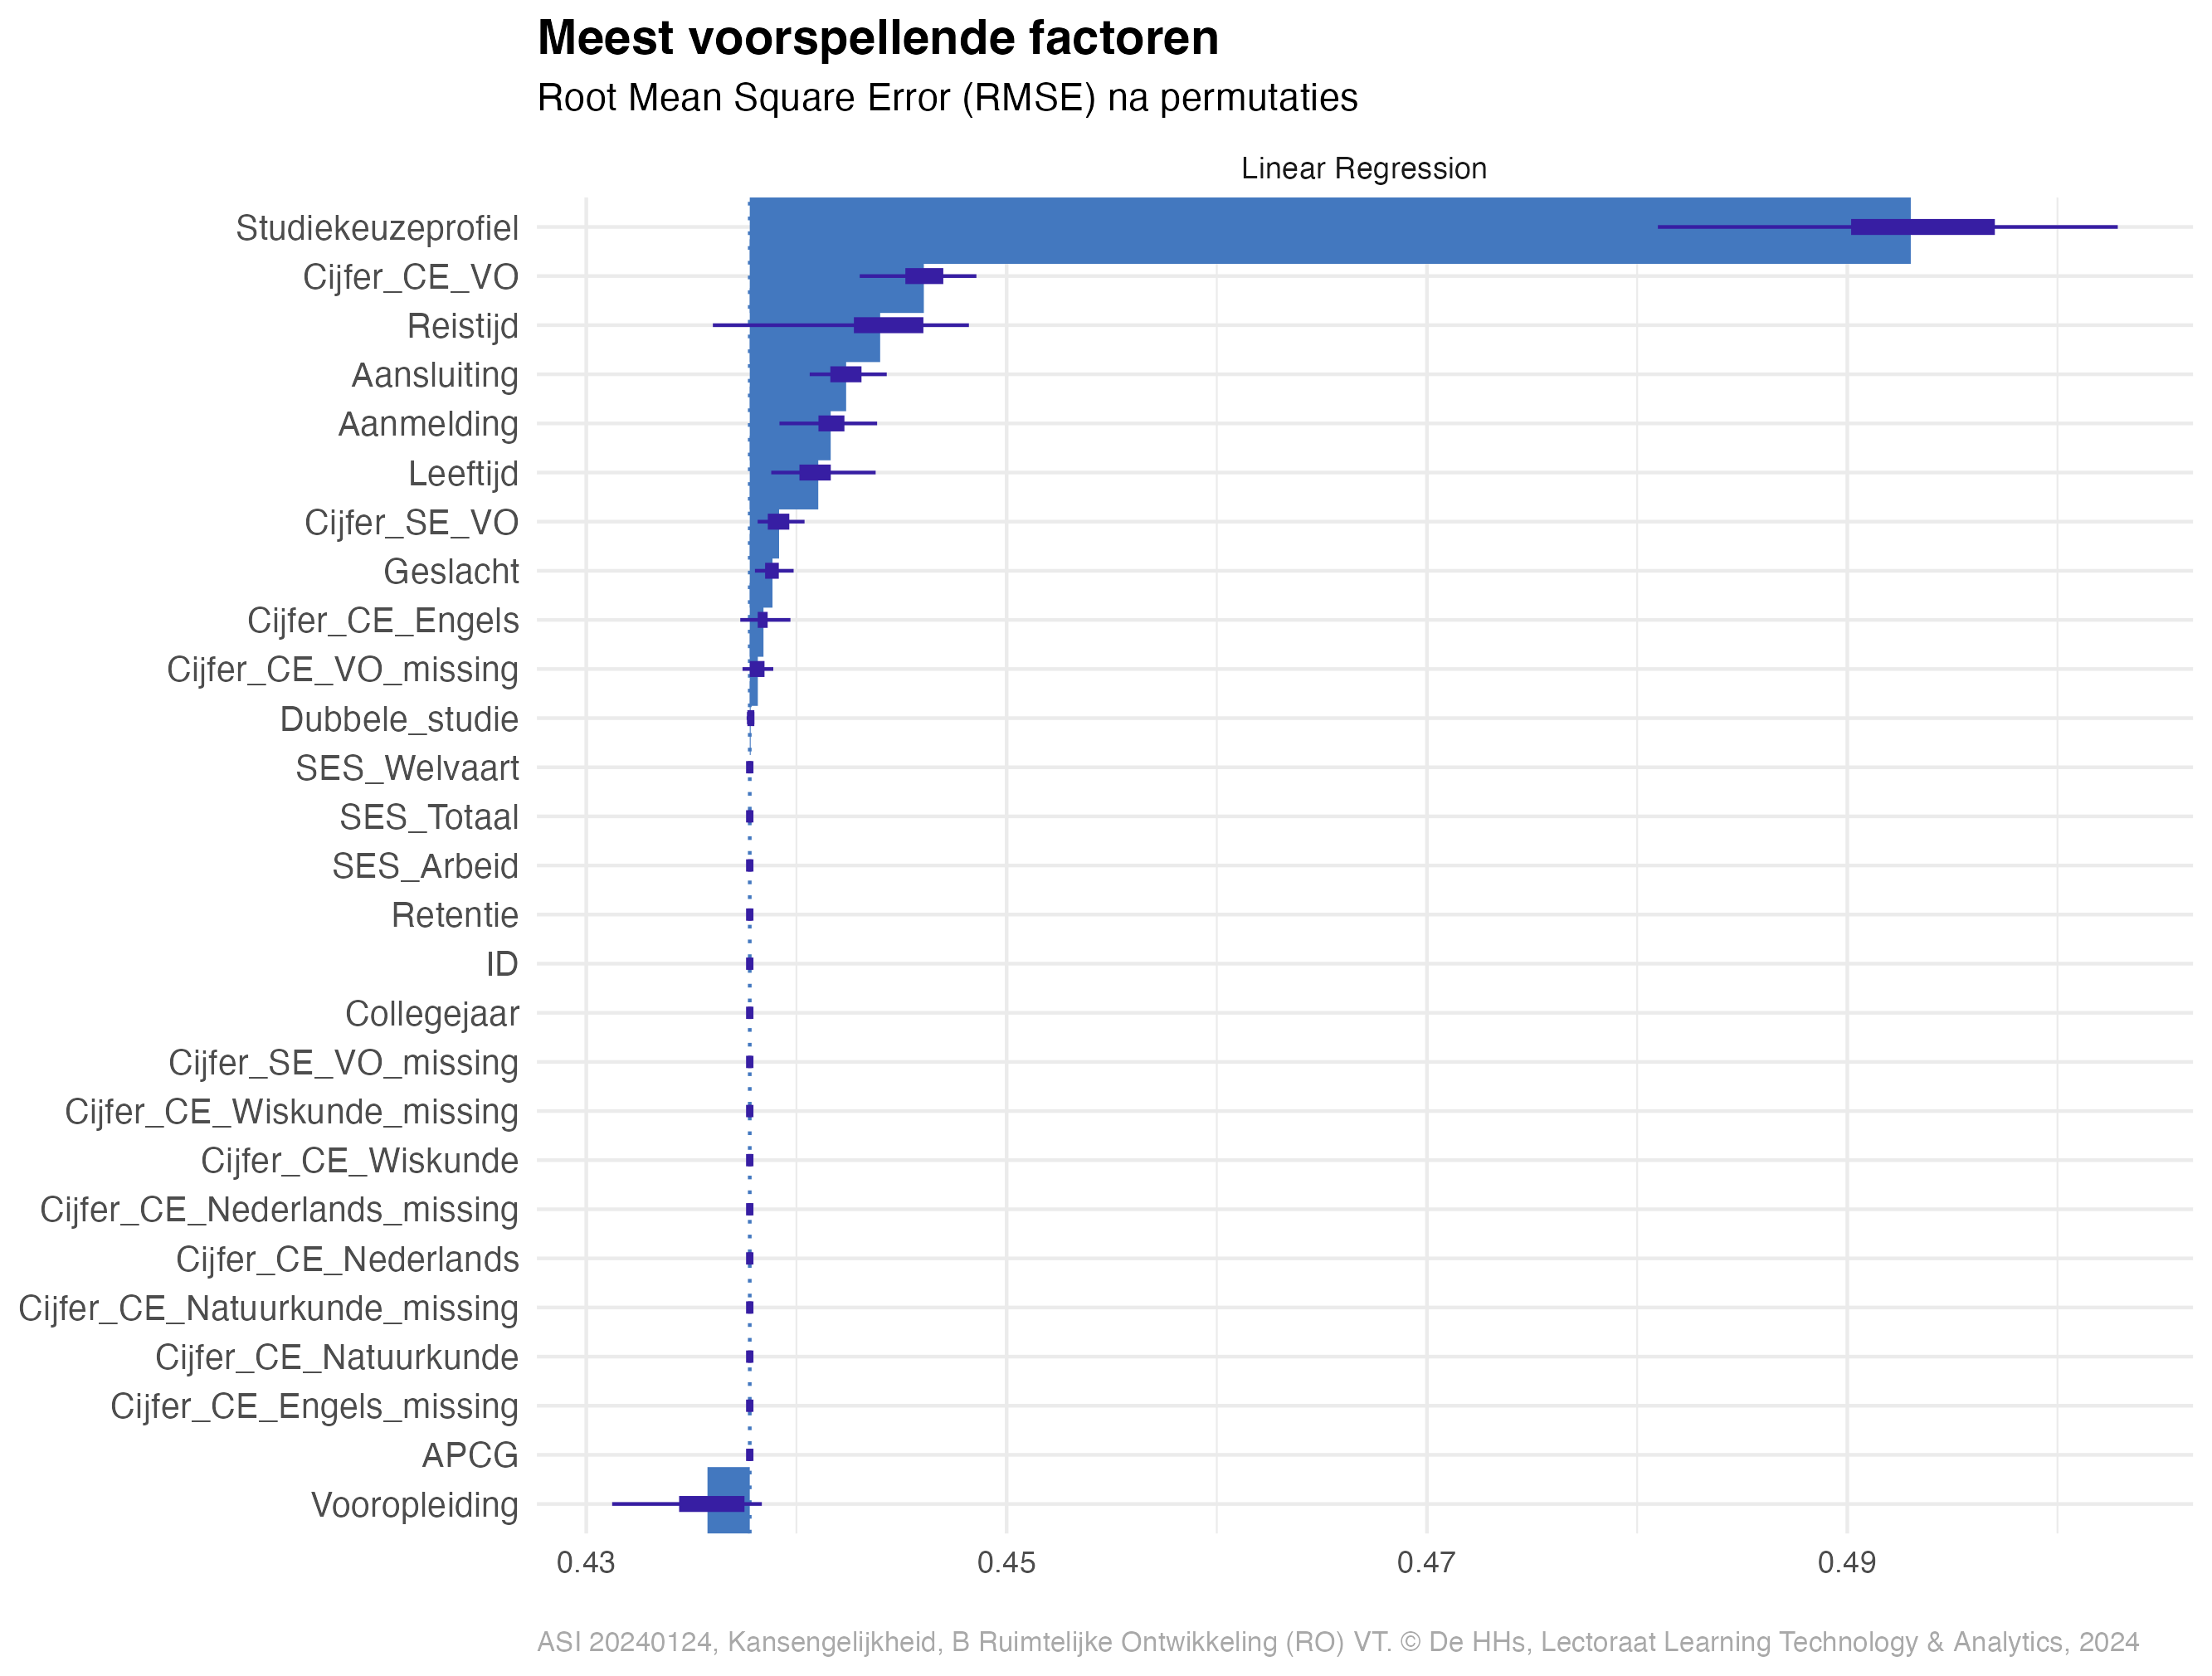 Meest voorspellende factoren
Root Mean Square Error (RMSE) na permutaties
Linear Regression
Studiekeuzeprofiel
Cijfer_CE_VO
Reistijd
Aansluiting
Aanmelding
Leeftijd
Cijfer_SE_VO
Geslacht
Cijfer_CE_Engels
Cijfer_CE_VO_missing
Dubbele_studie
SES_Welvaart
SES_Totaal
SES_Arbeid
Retentie
ID
Collegejaar
Cijfer_SE_VO_missing
Cijfer_CE_Wiskunde_missing
Cijfer_CE_Wiskunde
Cijfer_CE_Nederlands_missing
Cijfer_CE_Nederlands
Cijfer_CE_Natuurkunde_missing
Cijfer_CE_Natuurkunde
Cijfer_CE_Engels_missing
APCG
Vooropleiding
0.43 0.45 0.47 0.49
ASI 20240124, Kansengelijkheid, B Ruimtelijke Ontwikkeling (RO) VT. © De HHs, Lectoraat Learning Technology & Analytics, 2024